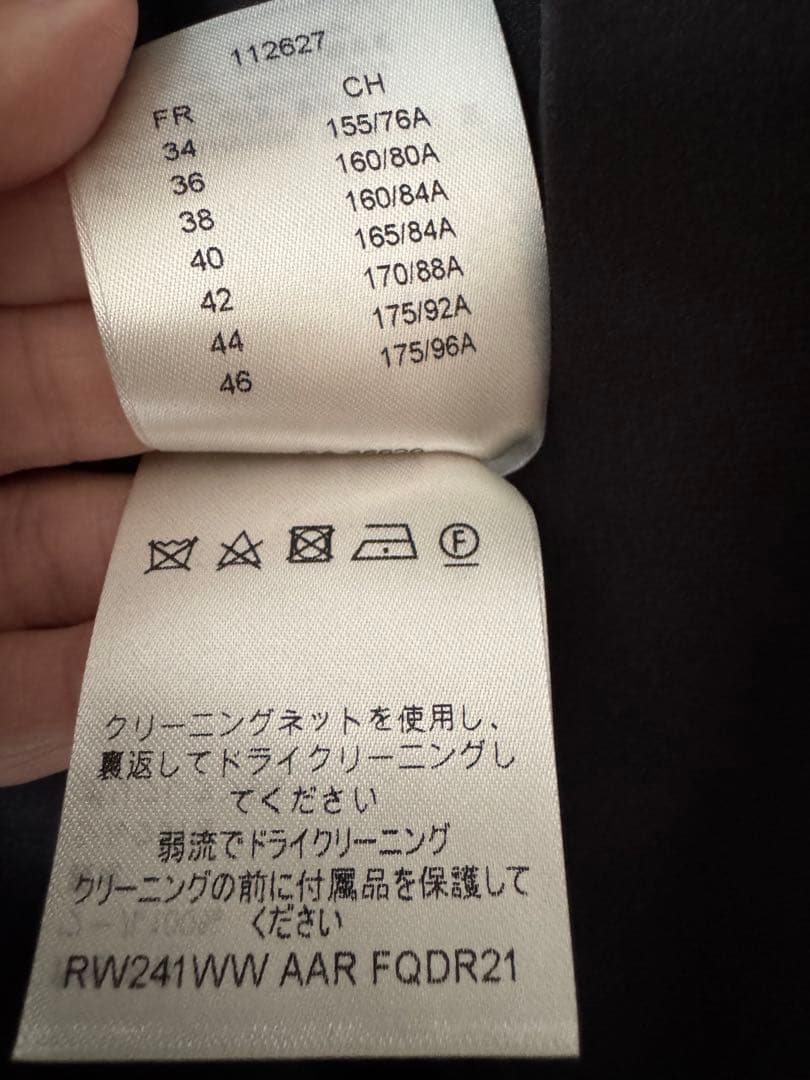 112627
FR CH
34 155/76A
36 160/80A
38 160/84A
40 165/84A
42 170/88A
44 175/92A
46 175/96A
F
クリーニングネットを使用し、
裏返してドライクリーニングし
てください
弱流でドライクリーニング
クリーニングの前に付属品を保護して
ください
RW241WW AAR FQDR21